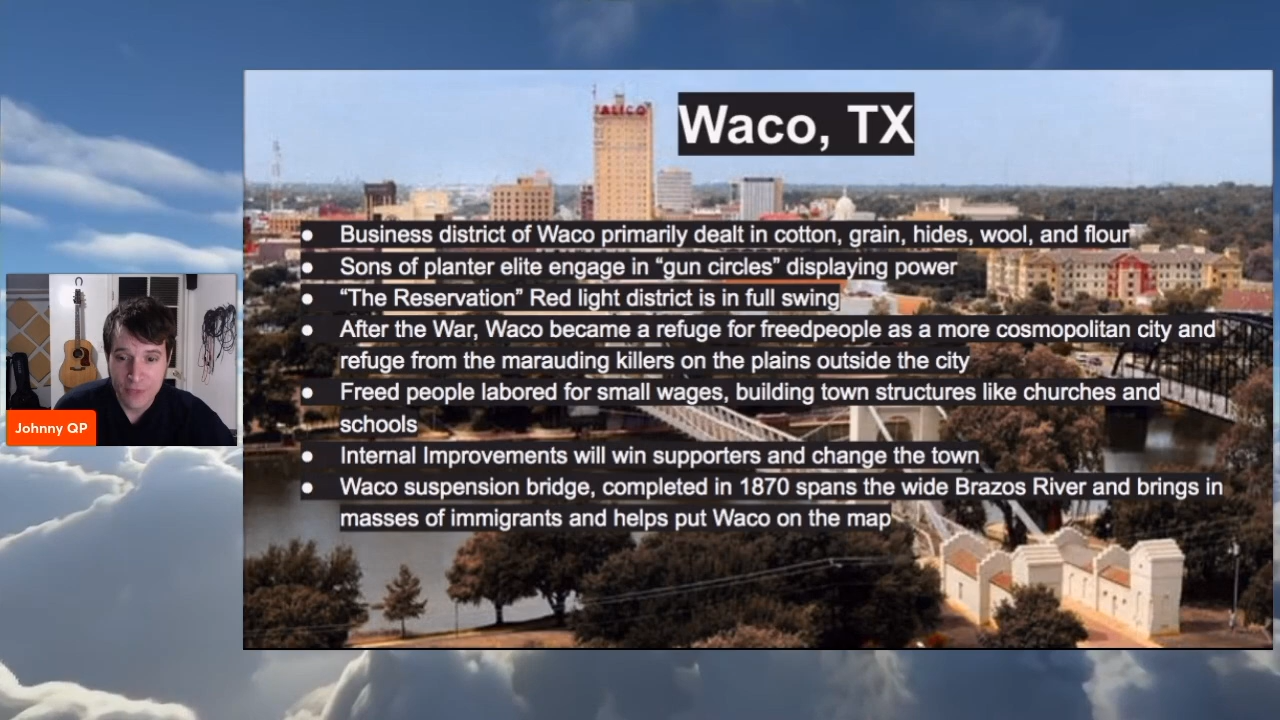 ALICO
Waco, TX
● Business district of Waco primarily dealt in cotton, grain, hides, wool, and flour
● Sons of planter elite engage in “gun circles” displaying power
● “The Reservation” Red light district is in full swing
● After the War, Waco became a refuge for freedpeople as a more cosmopolitan city and
refuge from the marauding killers on the plains outside the city
● Freed people labored for small wages, building town structures like churches and
schools
● Internal Improvements will win supporters and change the town
● Waco suspension bridge, completed in 1870 spans the wide Brazos River and brings in
masses of immigrants and helps put Waco on the map
Johnny QP